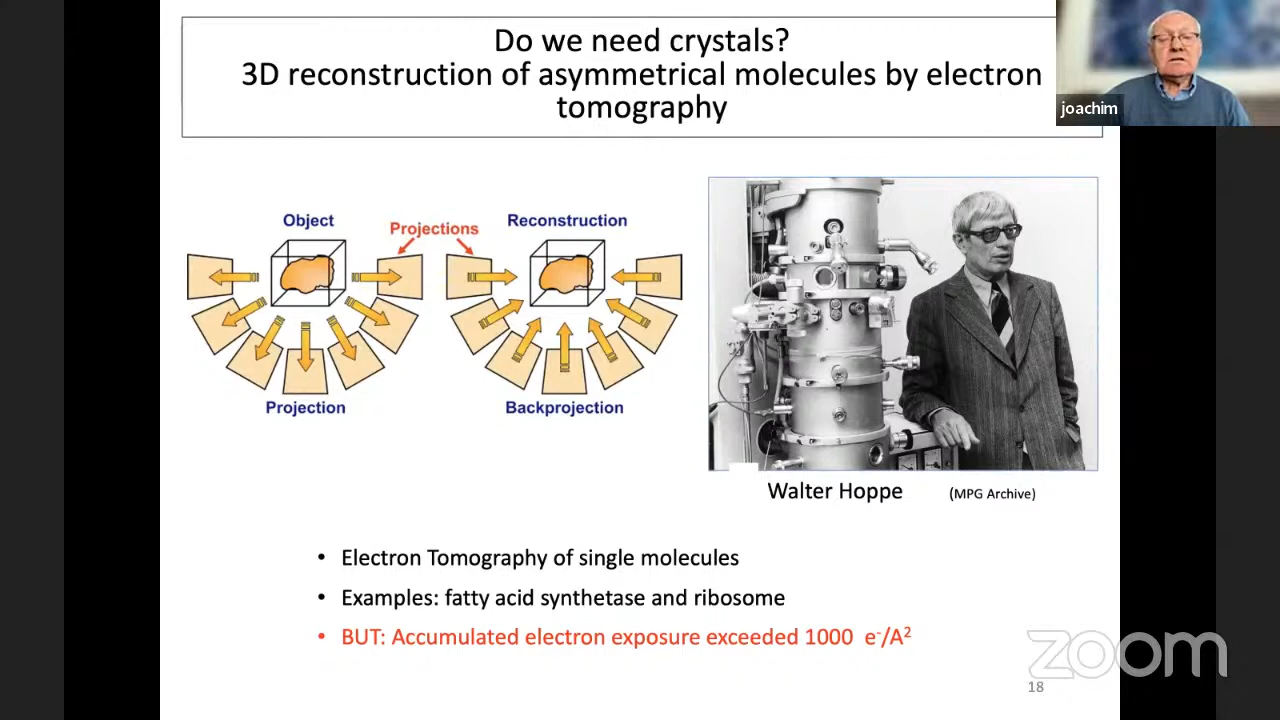 Do we need crystals?
3D reconstruction of asymmetrical molecules by electron
tomography
joachim
Object
Projections
Reconstruction
Projection
Backprojection
Walter Hoppe (MPG Archive)
• Electron Tomography of single molecules
• Examples: fatty acid synthetase and ribosome
• BUT: Accumulated electron exposure exceeded 1000 e⁻/A²
zoom
18